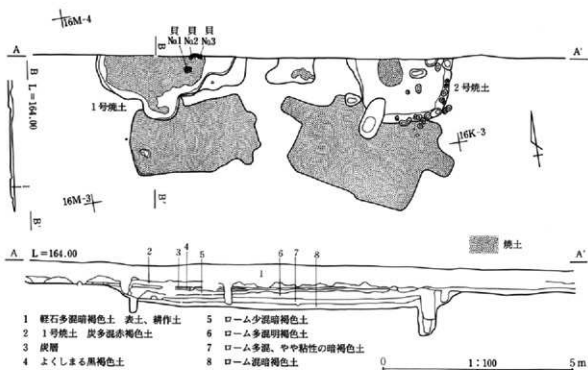 16M-4
貝 貝 貝
№1 №2 №3
A
B
A'
B
L=164.00
1号焼土
2号焼土
16K-3
16M-3
B'
B'
焼土
A L=164.00
2 3 4 5 6 7 8
A'
1
1 軽石多混暗褐色土 表土、耕作土
2 1号焼土 炭多混赤褐色土
3 炭層
4 よくしまる黒褐色土
5 ローム少混暗褐色土
6 ローム多混明褐色土
7 ローム多混、やや粘性の暗褐色土
8 ローム混暗褐色土
0 1:100 5m